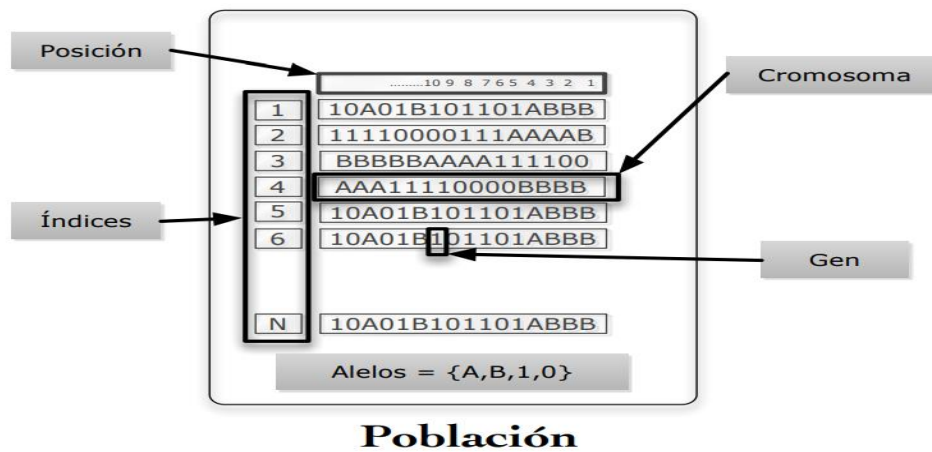 Posición
.........10 9 8 7 6 5 4 3 2 1
Cromosoma
1 10A01B101101ABBB
2 11110000111AAAAB
3 BBBBBAAAA111100
4 AAA11110000BBBB
Índices
5 10A01B101101ABBB
6 10A01B101101ABBB
Gen
N 10A01B101101ABBB
Alelos = {A,B,1,0}
Población